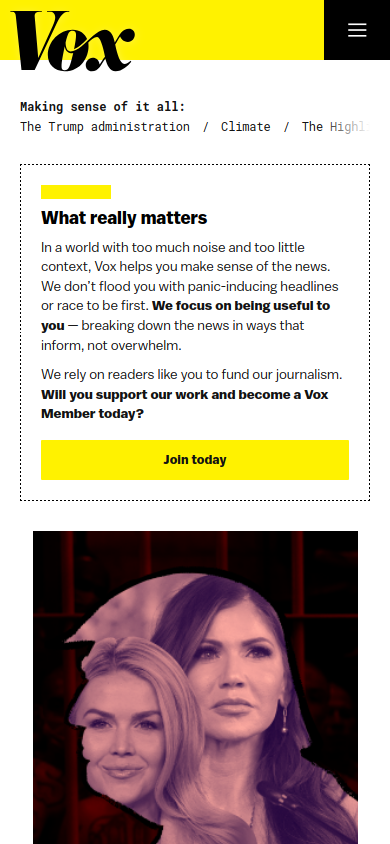 Vox
Making sense of it all:
The Trump administration / Climate / The Highl
What really matters
In a world with too much noise and too little
context, Vox helps you make sense of the news.
We don't flood you with panic-inducing headlines
or race to be first. We focus on being useful to
you — breaking down the news in ways that
inform, not overwhelm.
We rely on readers like you to fund our journalism.
Will you support our work and become a Vox
Member today?
Join today